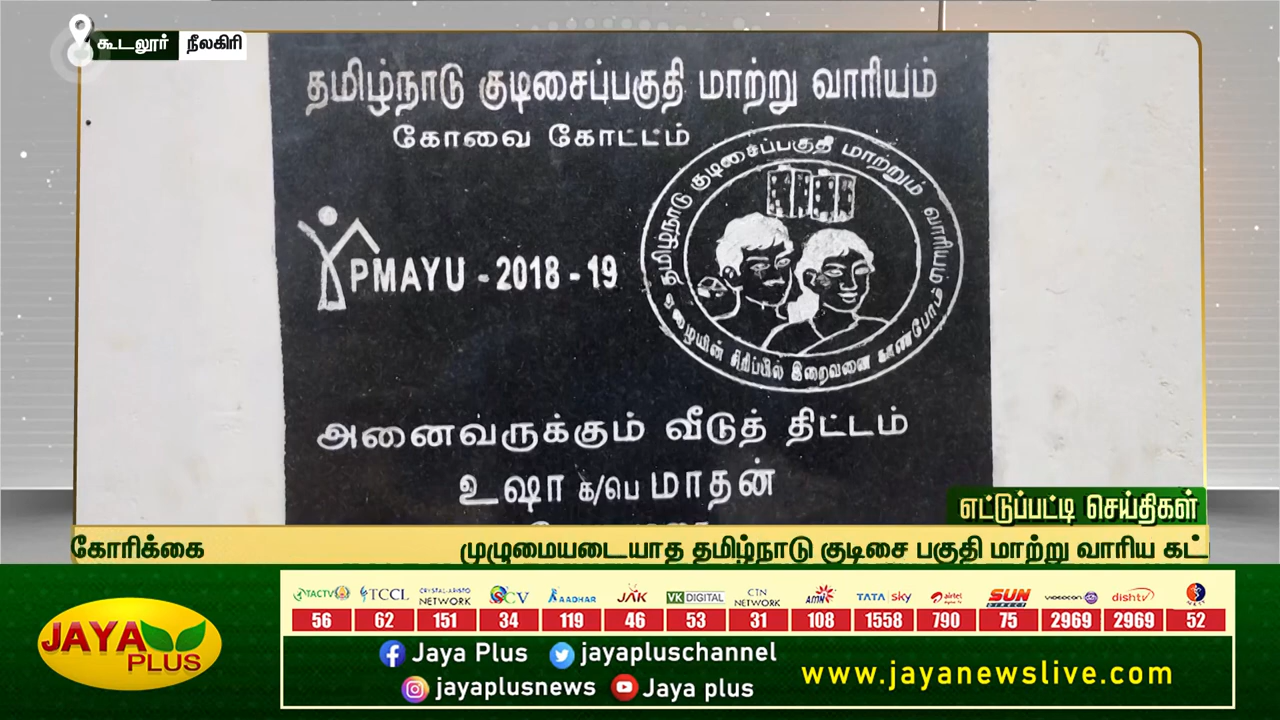 கூடலூர் நீலகிரி
தமிழ்நாடு குடிசைப்பகுதி மாற்று வாரியம்
கோவை கோட்டம்
தமிழ்நாடு குடிசைப்பகுதி மாற்றும் வாரியம்
PMAYU - 2018 - 19
சிரிப்பில் இறைவனை காண்போம்
அனைவருக்கும் வீடுத் திட்டம்
உஷா க/பெ மாதன்
எட்டுப்பட்டி செய்திகள்
கோரிக்கை முழுமையடையாத தமிழ்நாடு குடிசை பகுதி மாற்று வாரிய கட்
TACTV TCCL CRYSTAL-ARISTO NETWORK SCV AADHAR JAK VK DIGITAL CTN NETWORK AMN TATA sky airtel SUN DIRECT VIDEOCON d2h dishtv
56 62 151 34 119 46 53 31 108 1558 790 75 2969 2969 52
JAYA PLUS
Jaya Plus jayapluschannel
jayaplusnews Jaya plus
www.jayanewslive.com